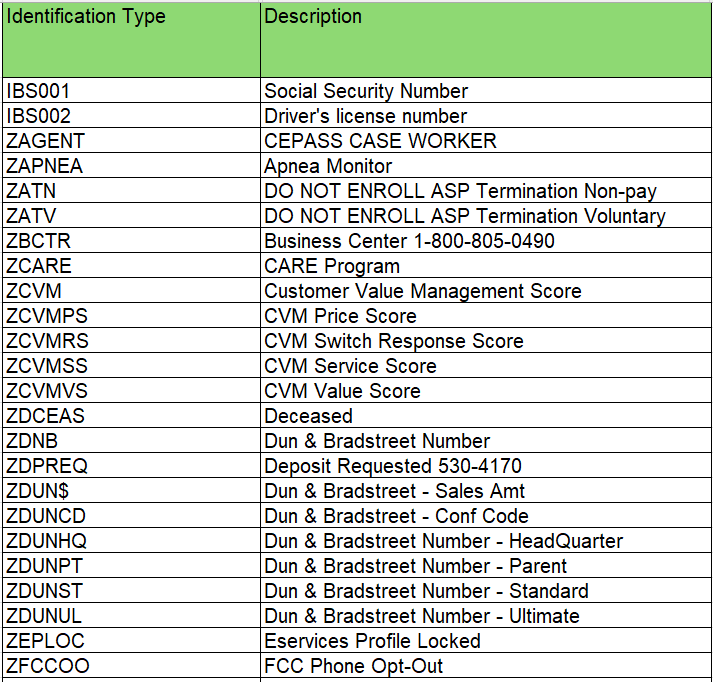 Identification Type Description
IBS001 Social Security Number
IBS002 Driver's license number
ZAGENT CEPASS CASE WORKER
ZAPNEA Apnea Monitor
ZATN DO NOT ENROLL ASP Termination Non-pay
ZATV DO NOT ENROLL ASP Termination Voluntary
ZBCTR Business Center 1-800-805-0490
ZCARE CARE Program
ZCVM Customer Value Management Score
ZCVMPS CVM Price Score
ZCVMRS CVM Switch Response Score
ZCVMSS CVM Service Score
ZCVMVS CVM Value Score
ZDCEAS Deceased
ZDNB Dun & Bradstreet Number
ZDPREQ Deposit Requested 530-4170
ZDUN$ Dun & Bradstreet - Sales Amt
ZDUNCD Dun & Bradstreet - Conf Code
ZDUNHQ Dun & Bradstreet Number - HeadQuarter
ZDUNPT Dun & Bradstreet Number - Parent
ZDUNST Dun & Bradstreet Number - Standard
ZDUNUL Dun & Bradstreet Number - Ultimate
ZEPLOC Eservices Profile Locked
ZFCCOO FCC Phone Opt-Out